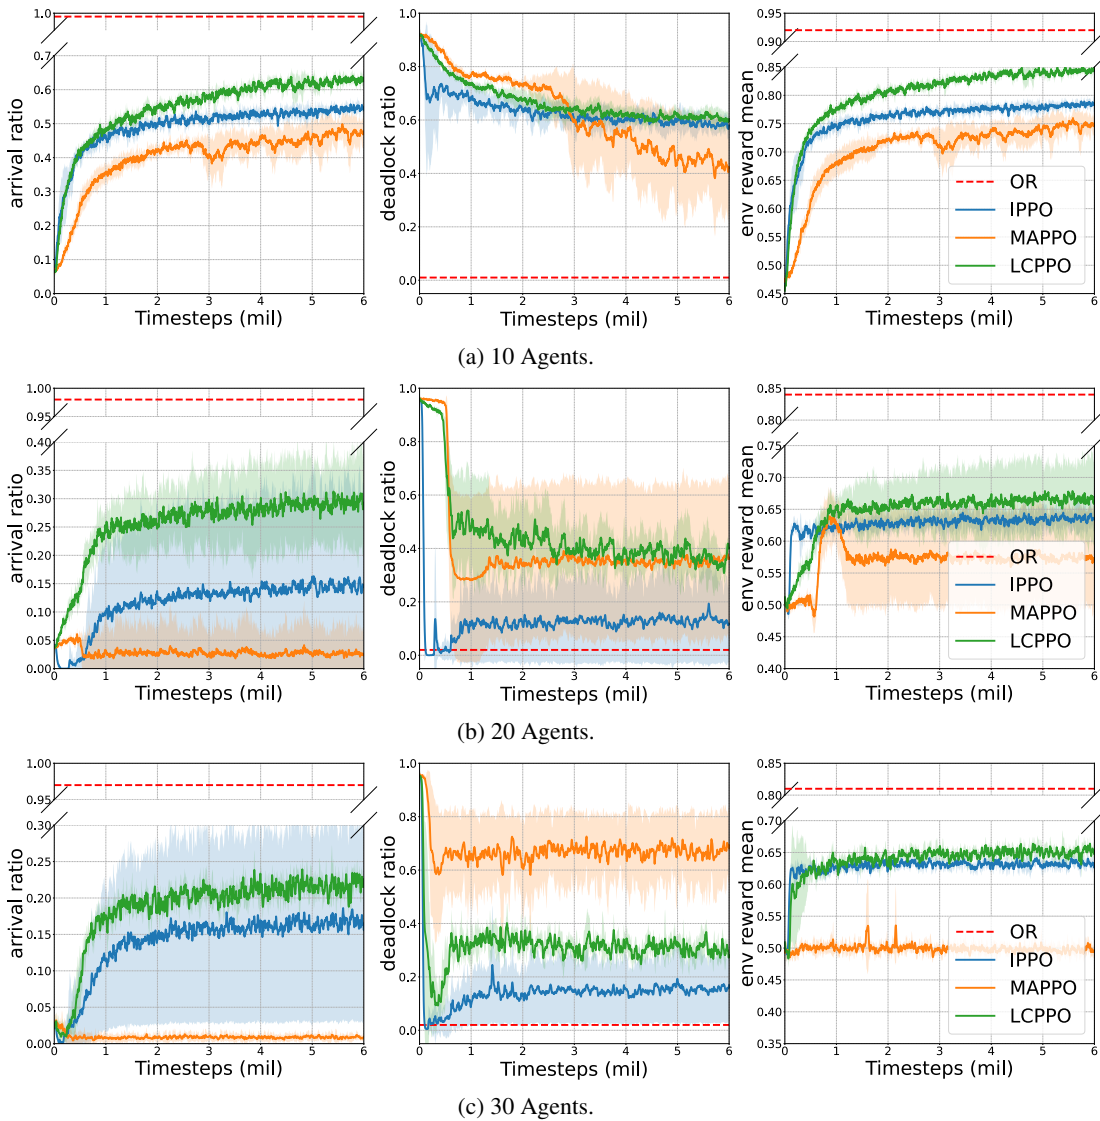 1.0
0.7
0.6
0.5
0.4
0.3
0.2
0.1
0.0
arrival ratio
0 1 2 3 4 5 6
Timesteps (mil)
1.0
0.8
0.6
0.4
0.2
0.0
deadlock ratio
0 1 2 3 4 5 6
Timesteps (mil)
0.95
0.90
0.85
0.80
0.75
0.70
0.65
0.60
0.55
0.50
0.45
env reward mean
OR
IPPO
MAPPO
LCPPO
0 1 2 3 4 5 6
Timesteps (mil)
(a) 10 Agents.
1.00
0.95
0.40
0.35
0.30
0.25
0.20
0.15
0.10
0.05
0.00
arrival ratio
0 1 2 3 4 5 6
Timesteps (mil)
1.0
0.8
0.6
0.4
0.2
0.0
deadlock ratio
0 1 2 3 4 5 6
Timesteps (mil)
0.85
0.80
0.75
0.70
0.65
0.60
0.55
0.50
0.45
0.40
env reward mean
OR
IPPO
MAPPO
LCPPO
0 1 2 3 4 5 6
Timesteps (mil)
(b) 20 Agents.
1.00
0.95
0.30
0.25
0.20
0.15
0.10
0.05
0.00
arrival ratio
0 1 2 3 4 5 6
Timesteps (mil)
1.0
0.8
0.6
0.4
0.2
0.0
deadlock ratio
0 1 2 3 4 5 6
Timesteps (mil)
0.85
0.80
0.70
0.65
0.60
0.55
0.50
0.45
0.40
0.35
env reward mean
OR
IPPO
MAPPO
LCPPO
0 1 2 3 4 5 6
Timesteps (mil)
(c) 30 Agents.